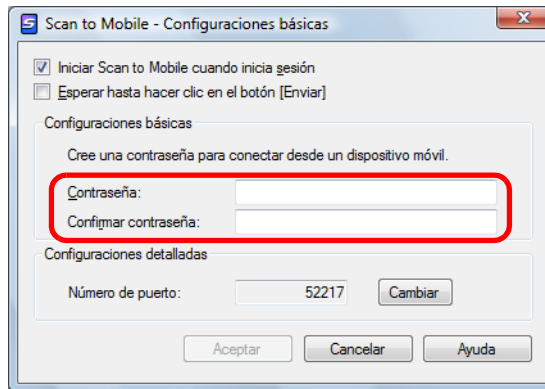 Scan to Mobile - Configuraciones básicas
Iniciar Scan to Mobile cuando inicia sesión
Esperar hasta hacer clic en el botón [Enviar]
Configuraciones básicas
Cree una contraseña para conectar desde un dispositivo móvil.
Contraseña:
Confirmar contraseña:
Configuraciones detalladas
Número de puerto: 52217 Cambiar
Aceptar Cancelar Ayuda